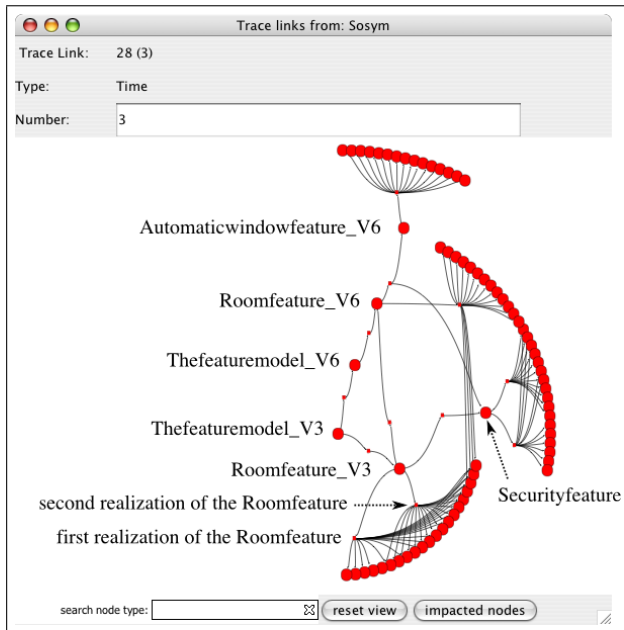 Trace links from: Sosym
Trace Link: 28 (3)
Type: Time
Number: 3
Automaticwindowfeature_V6
Roomfeature_V6
Thefeaturemodel_V6
Thefeaturemodel_V3
Roomfeature_V3
second realization of the Roomfeature
Securityfeature
first realization of the Roomfeature
search node type: reset view impacted nodes